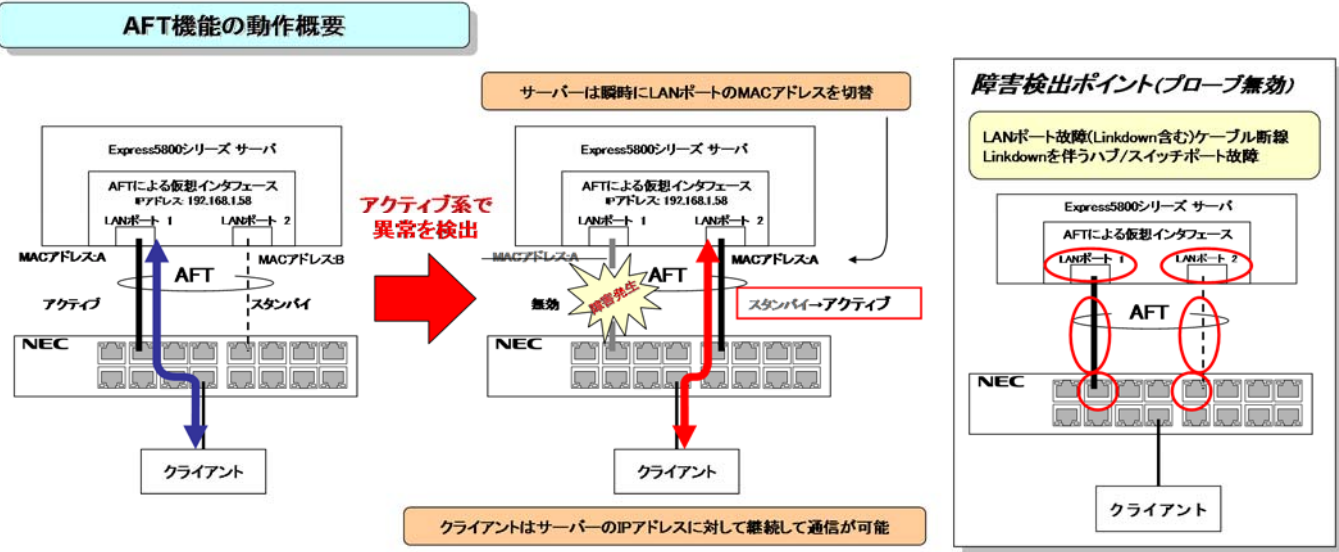 AFT機能の動作概要
Express5800シリーズ サーバ
AFTによる仮想インタフェース
IPアドレス: 192.168.1.58
LANポート 1
LANポート 2
MACアドレス:A
MACアドレス:B
AFT
アクティブ
スタンバイ
NEC
クライアント
アクティブ系で
異常を検出
サーバーは瞬時にLANポートのMACアドレスを切替
Express5800シリーズ サーバ
AFTによる仮想インタフェース
IPアドレス: 192.168.1.58
LANポート 1
LANポート 2
MACアドレス:A
MACアドレス:A
AFT
無効
障害発生
スタンバイ→アクティブ
NEC
クライアント
クライアントはサーバーのIPアドレスに対して継続して通信が可能
障害検出ポイント(プローブ無効)
LANポート故障(Linkdown含む)ケーブル断線
Linkdownを伴うハブ/スイッチポート故障
Express5800シリーズ サーバ
AFTによる仮想インタフェース
LANポート 1
LANポート 2
AFT
NEC
クライアント